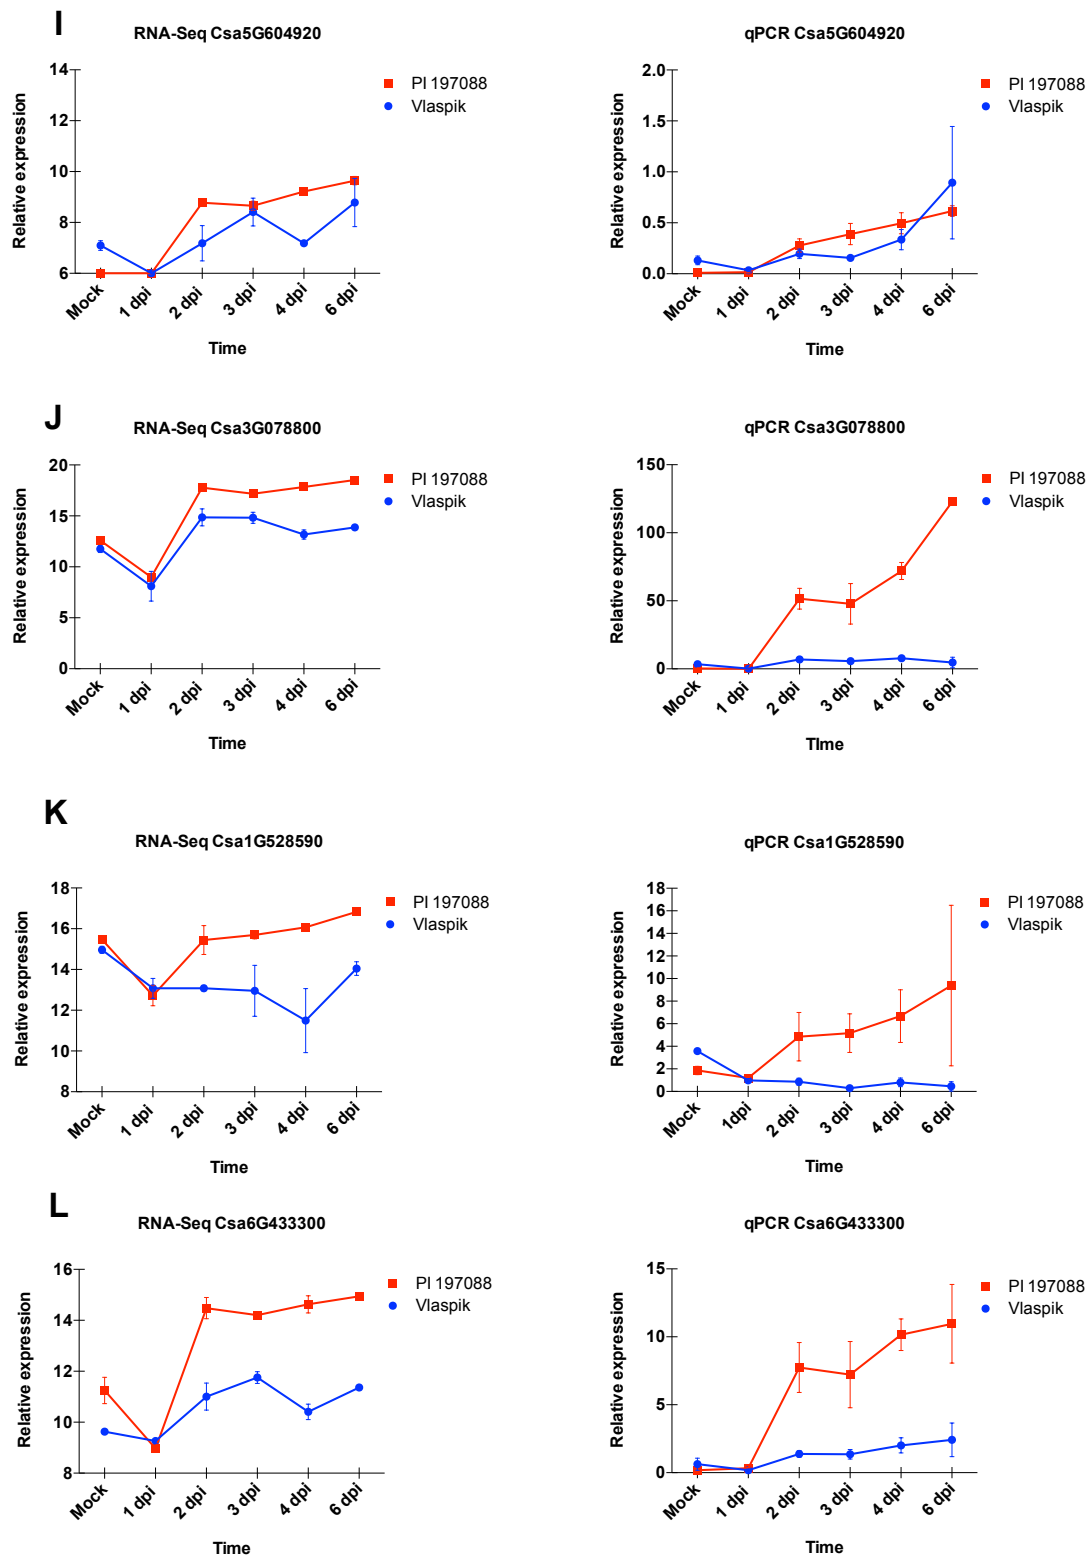 I
RNA-Seq Csa5G604920
14
12
10
8
6
Relative expression
Mock
1 dpi
2 dpi
3 dpi
4 dpi
6 dpi
Time
PI 197088
Vlaspik
qPCR Csa5G604920
2.0
1.5
1.0
0.5
0.0
Relative expression
Mock
1 dpi
2 dpi
3 dpi
4 dpi
6 dpi
Time
PI 197088
Vlaspik
J
RNA-Seq Csa3G078800
20
15
10
5
0
Relative expression
Mock
1 dpi
2 dpi
3 dpi
4 dpi
6 dpi
Time
PI 197088
Vlaspik
qPCR Csa3G078800
150
100
50
0
Relative expression
Mock
1 dpi
2 dpi
3 dpi
4 dpi
6 dpi
TIme
PI 197088
Vlaspik
K
RNA-Seq Csa1G528590
18
16
14
12
10
8
Relative expression
Mock
1 dpi
2 dpi
3 dpi
4 dpi
6 dpi
Time
PI 197088
Vlaspik
qPCR Csa1G528590
18
16
14
12
10
8
6
4
2
0
Relative expression
Mock
1dpi
2 dpi
3 dpi
4 dpi
6 dpi
Time
PI 197088
Vlaspik
L
RNA-Seq Csa6G433300
16
14
12
10
8
Relative expression
Mock
1 dpi
2 dpi
3 dpi
4 dpi
6 dpi
Time
PI 197088
Vlaspik
qPCR Csa6G433300
15
10
5
0
Relative expression
Mock
1 dpi
2 dpi
3 dpi
4 dpi
6 dpi
Time
PI 197088
Vlaspik